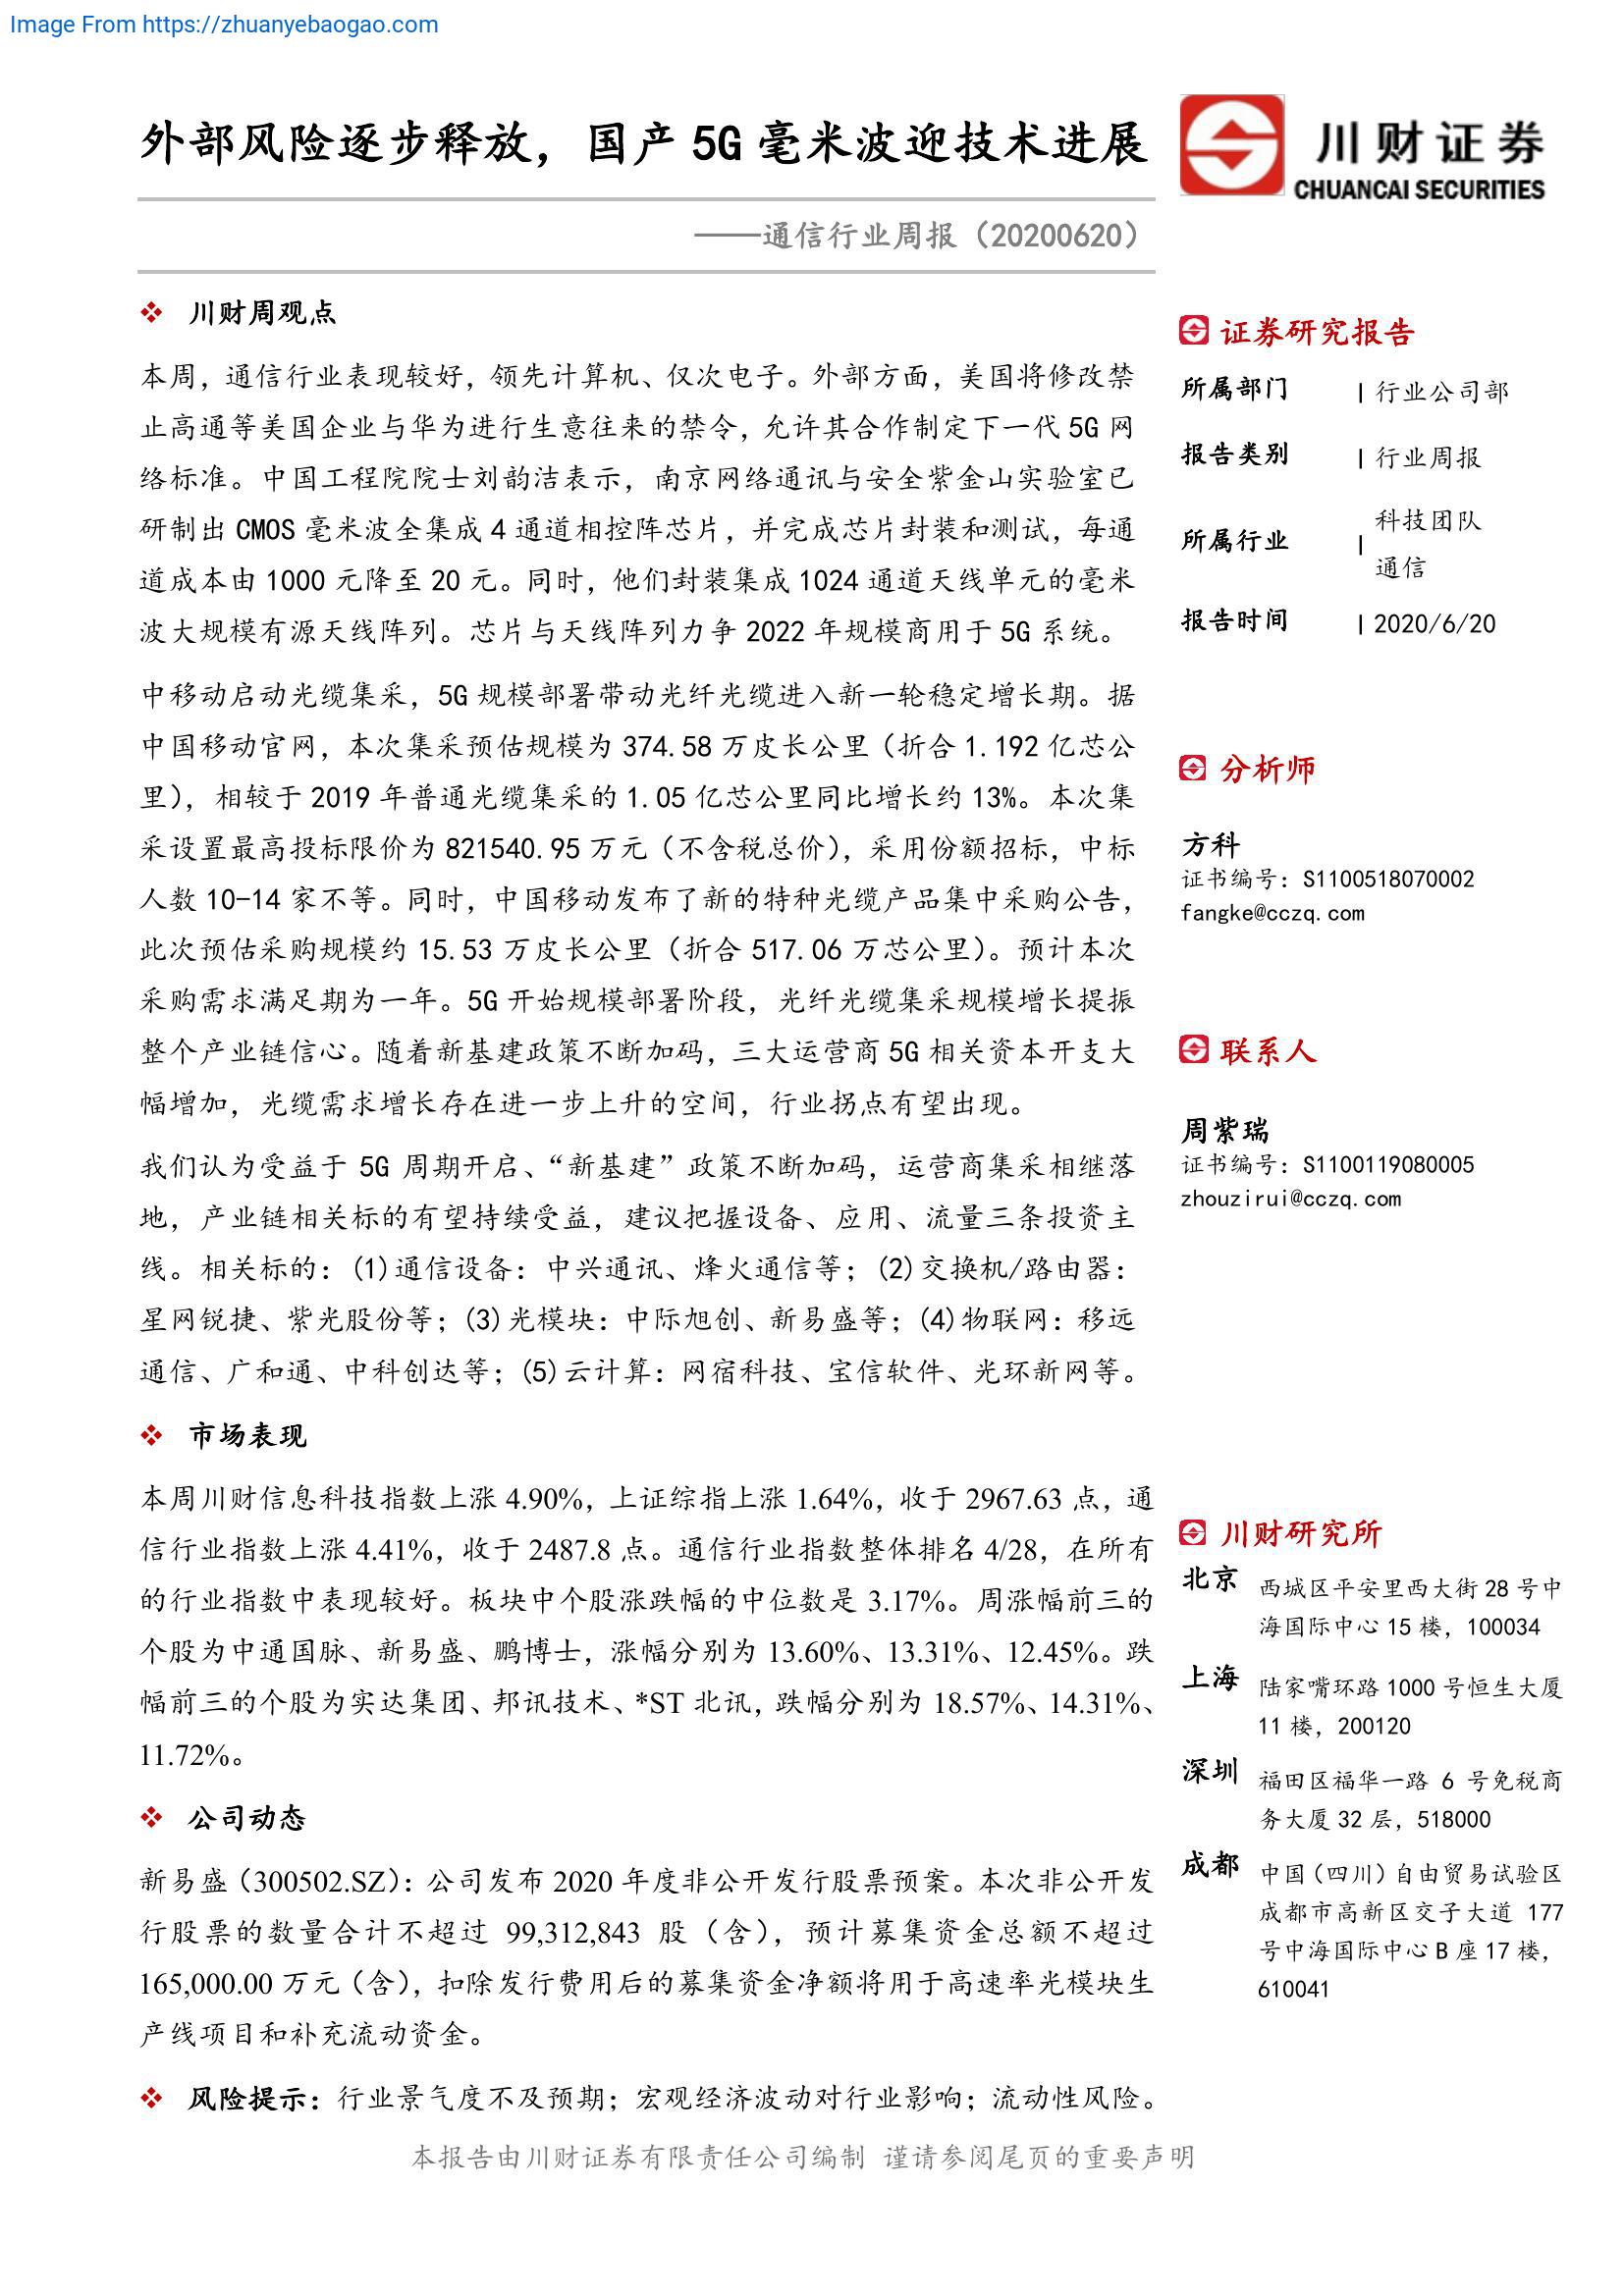 Image From https://zhuanyebaogao.com
外部风险逐步释放，国产 5G 毫米波迎技术进展
川财证券
CHUANCAI SECURITIES
——通信行业周报（20200620）
川财周观点
本周，通信行业表现较好，领先计算机、仅次电子。外部方面，美国将修改禁
止高通等美国企业与华为进行生意往来的禁令，允许其合作制定下一代 5G 网
络标准。中国工程院院士刘韵洁表示，南京网络通讯与安全紫金山实验室已
研制出 CMOS 毫米波全集成 4 通道相控阵芯片，并完成芯片封装和测试，每通
道成本由 1000 元降至 20 元。同时，他们封装集成 1024 通道天线单元的毫米
波大规模有源天线阵列。芯片与天线阵列力争 2022 年规模商用于 5G 系统。
中移动启动光缆集采，5G 规模部署带动光纤光缆进入新一轮稳定增长期。据
中国移动官网，本次集采预估规模为 374.58 万皮长公里（折合 1.192 亿芯公
里），相较于 2019 年普通光缆集采的 1.05 亿芯公里同比增长约 13%。本次集
采设置最高投标限价为 821540.95 万元（不含税总价），采用份额招标，中标
人数 10-14 家不等。同时，中国移动发布了新的特种光缆产品集中采购公告，
此次预估采购规模约 15.53 万皮长公里（折合 517.06 万芯公里）。预计本次
采购需求满足期为一年。5G 开始规模部署阶段，光纤光缆集采规模增长提振
整个产业链信心。随着新基建政策不断加码，三大运营商 5G 相关资本开支大
幅增加，光缆需求增长存在进一步上升的空间，行业拐点有望出现。
我们认为受益于 5G 周期开启、“新基建”政策不断加码，运营商集采相继落
地，产业链相关标的有望持续受益，建议把握设备、应用、流量三条投资主
线。相关标的：(1)通信设备：中兴通讯、烽火通信等；(2)交换机/路由器：
星网锐捷、紫光股份等；(3)光模块：中际旭创、新易盛等；(4)物联网：移远
通信、广和通、中科创达等；(5)云计算：网宿科技、宝信软件、光环新网等。
市场表现
本周川财信息科技指数上涨 4.90%，上证综指上涨 1.64%，收于 2967.63 点，通
信行业指数上涨 4.41%，收于 2487.8 点。通信行业指数整体排名 4/28，在所有
的行业指数中表现较好。板块中个股涨跌幅的中位数是 3.17%。周涨幅前三的
个股为中通国脉、新易盛、鹏博士，涨幅分别为 13.60%、13.31%、12.45%。跌
幅前三的个股为实达集团、邦讯技术、*ST 北讯，跌幅分别为 18.57%、14.31%、
11.72%。
公司动态
新易盛（300502.SZ）：公司发布 2020 年度非公开发行股票预案。本次非公开发
行股票的数量合计不超过 99,312,843 股（含），预计募集资金总额不超过
165,000.00 万元（含），扣除发行费用后的募集资金净额将用于高速率光模块生
产线项目和补充流动资金。
风险提示：行业景气度不及预期；宏观经济波动对行业影响；流动性风险。
证券研究报告
所属部门 | 行业公司部
报告类别 | 行业周报
所属行业 | 科技团队
通信
报告时间 | 2020/6/20
分析师
方科
证书编号：S1100518070002
fangke@cczq.com
联系人
周紫瑞
证书编号：S1100119080005
zhouzirui@cczq.com
川财研究所
北京 西城区平安里西大街 28 号中
海国际中心 15 楼，100034
上海 陆家嘴环路 1000 号恒生大厦
11 楼，200120
深圳 福田区福华一路 6 号免税商
务大厦 32 层，518000
成都 中国（四川）自由贸易试验区
成都市高新区交子大道 177
号中海国际中心 B 座 17 楼，
610041
本报告由川财证券有限责任公司编制 谨请参阅尾页的重要声明